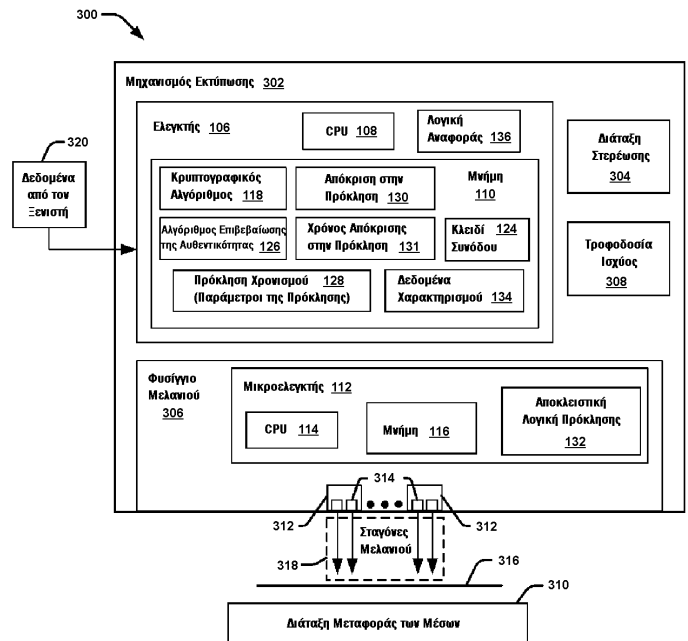 300
Μηχανισμός Εκτύπωσης 302
Ελεγκτής 106
CPU 108
Λογική
Αναφοράς 136
320
Δεδομένα
από τον
Ξενιστή
Κρυπτογραφικός
Αλγόριθμος 118
Απόκριση στην
Πρόκληση 130
Μνήμη
110
Αλγόριθμος Επιβεβαίωσης
της Αυθεντικότητας 126
Χρόνος Απόκρισης
στην Πρόκληση 131
Κλειδί 124
Συνόδου
Πρόκληση Χρονισμού 128
(Παράμετροι της Πρόκλησης)
Δεδομένα
Χαρακτηρισμού 134
Διάταξη
Στερέωσης
304
Τροφοδοσία
Ισχύος
308
Φυσίγγιο
Μελανιού
306
Μικροελεγκτής 112
CPU 114
Μνήμη 116
Αποκλειστική
Λογική Πρόκλησης
132
314
312
312
Σταγόνες
Μελανιού
318
316
310
Διάταξη Μεταφοράς των Μέσων